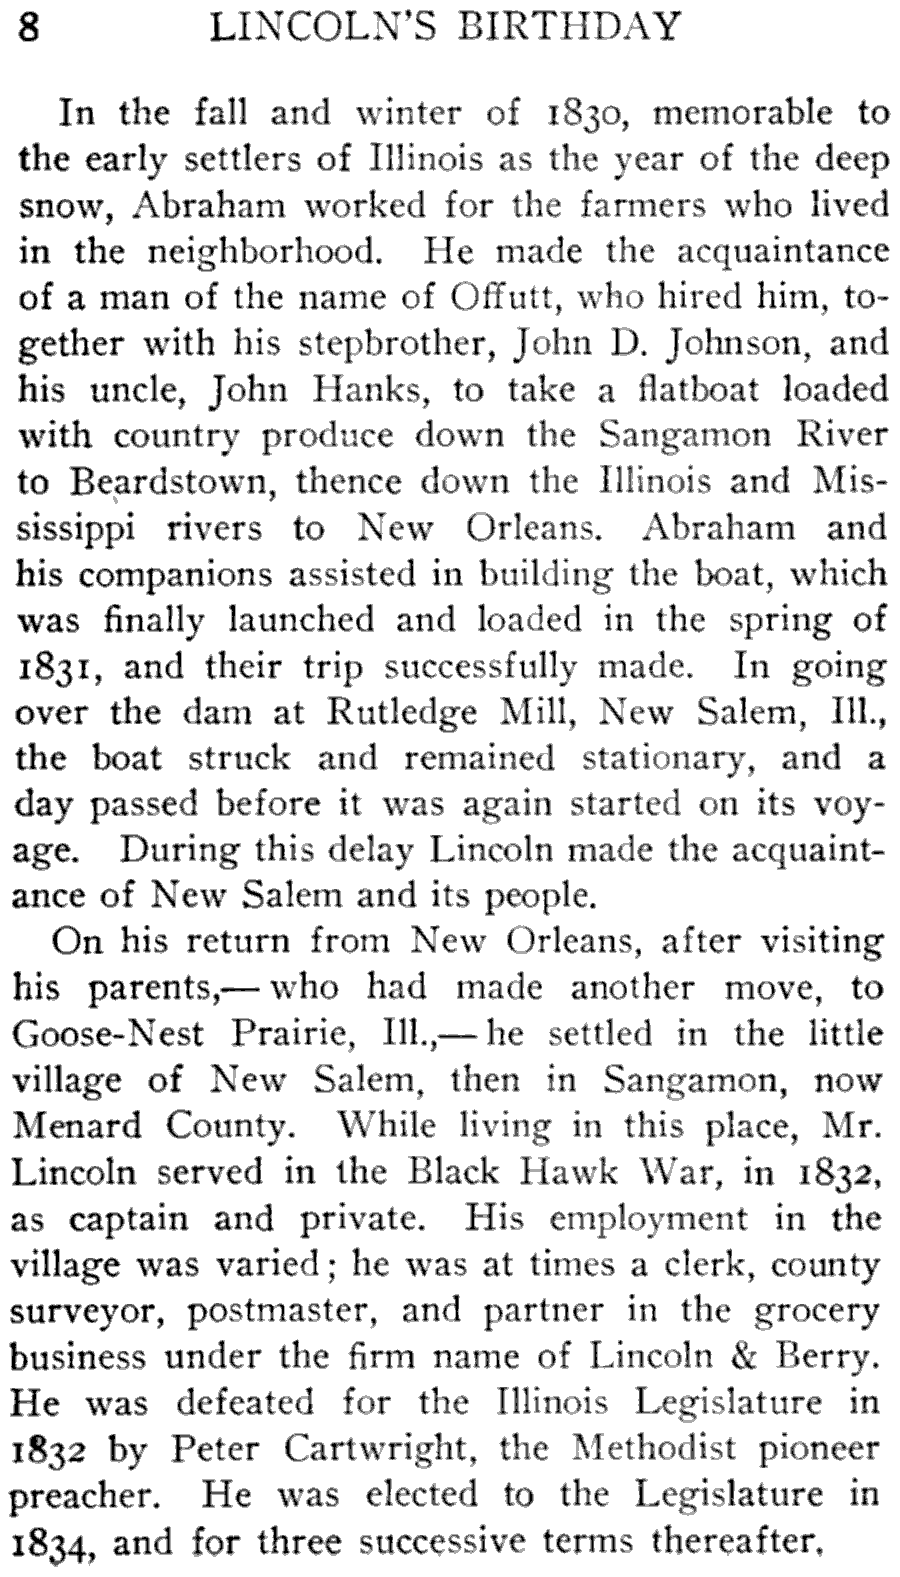 8 LINCOLN'S BIRTHDAY
In the fall and winter of 1830, memorable to
the early settlers of Illinois as the year of the deep
snow, Abraham worked for the farmers who lived
in the neighborhood. He made the acquaintance
of a man of the name of Offutt, who hired him, to-
gether with his stepbrother, John D. Johnson, and
his uncle, John Hanks, to take a flatboat loaded
with country produce down the Sangamon River
to Beardstown, thence down the Illinois and Mis-
sissippi rivers to New Orleans. Abraham and
his companions assisted in building the boat, which
was finally launched and loaded in the spring of
1831, and their trip successfully made. In going
over the dam at Rutledge Mill, New Salem, Ill.,
the boat struck and remained stationary, and a
day passed before it was again started on its voy-
age. During this delay Lincoln made the acquaint-
ance of New Salem and its people.
On his return from New Orleans, after visiting
his parents,— who had made another move, to
Goose-Nest Prairie, Ill.,— he settled in the little
village of New Salem, then in Sangamon, now
Menard County. While living in this place, Mr.
Lincoln served in the Black Hawk War, in 1832,
as captain and private. His employment in the
village was varied; he was at times a clerk, county
surveyor, postmaster, and partner in the grocery
business under the firm name of Lincoln & Berry.
He was defeated for the Illinois Legislature in
1832 by Peter Cartwright, the Methodist pioneer
preacher. He was elected to the Legislature in
1834, and for three successive terms thereafter.